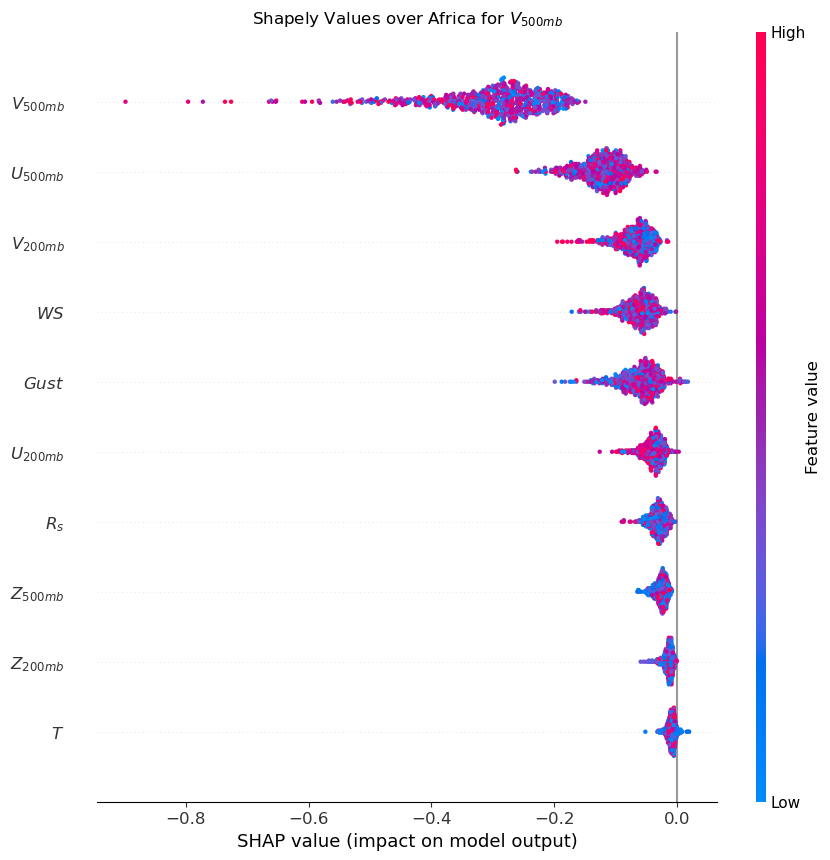 Shapely Values over Africa for V₅₀₀ₘb
High
V₅₀₀ₘb
U₅₀₀ₘb
V₂₀₀ₘb
WS
Gust
U₂₀₀ₘb
Rₛ
Z₅₀₀ₘb
Z₂₀₀ₘb
T
Feature value
Low
−0.8 −0.6 −0.4 −0.2 0.0
SHAP value (impact on model output)